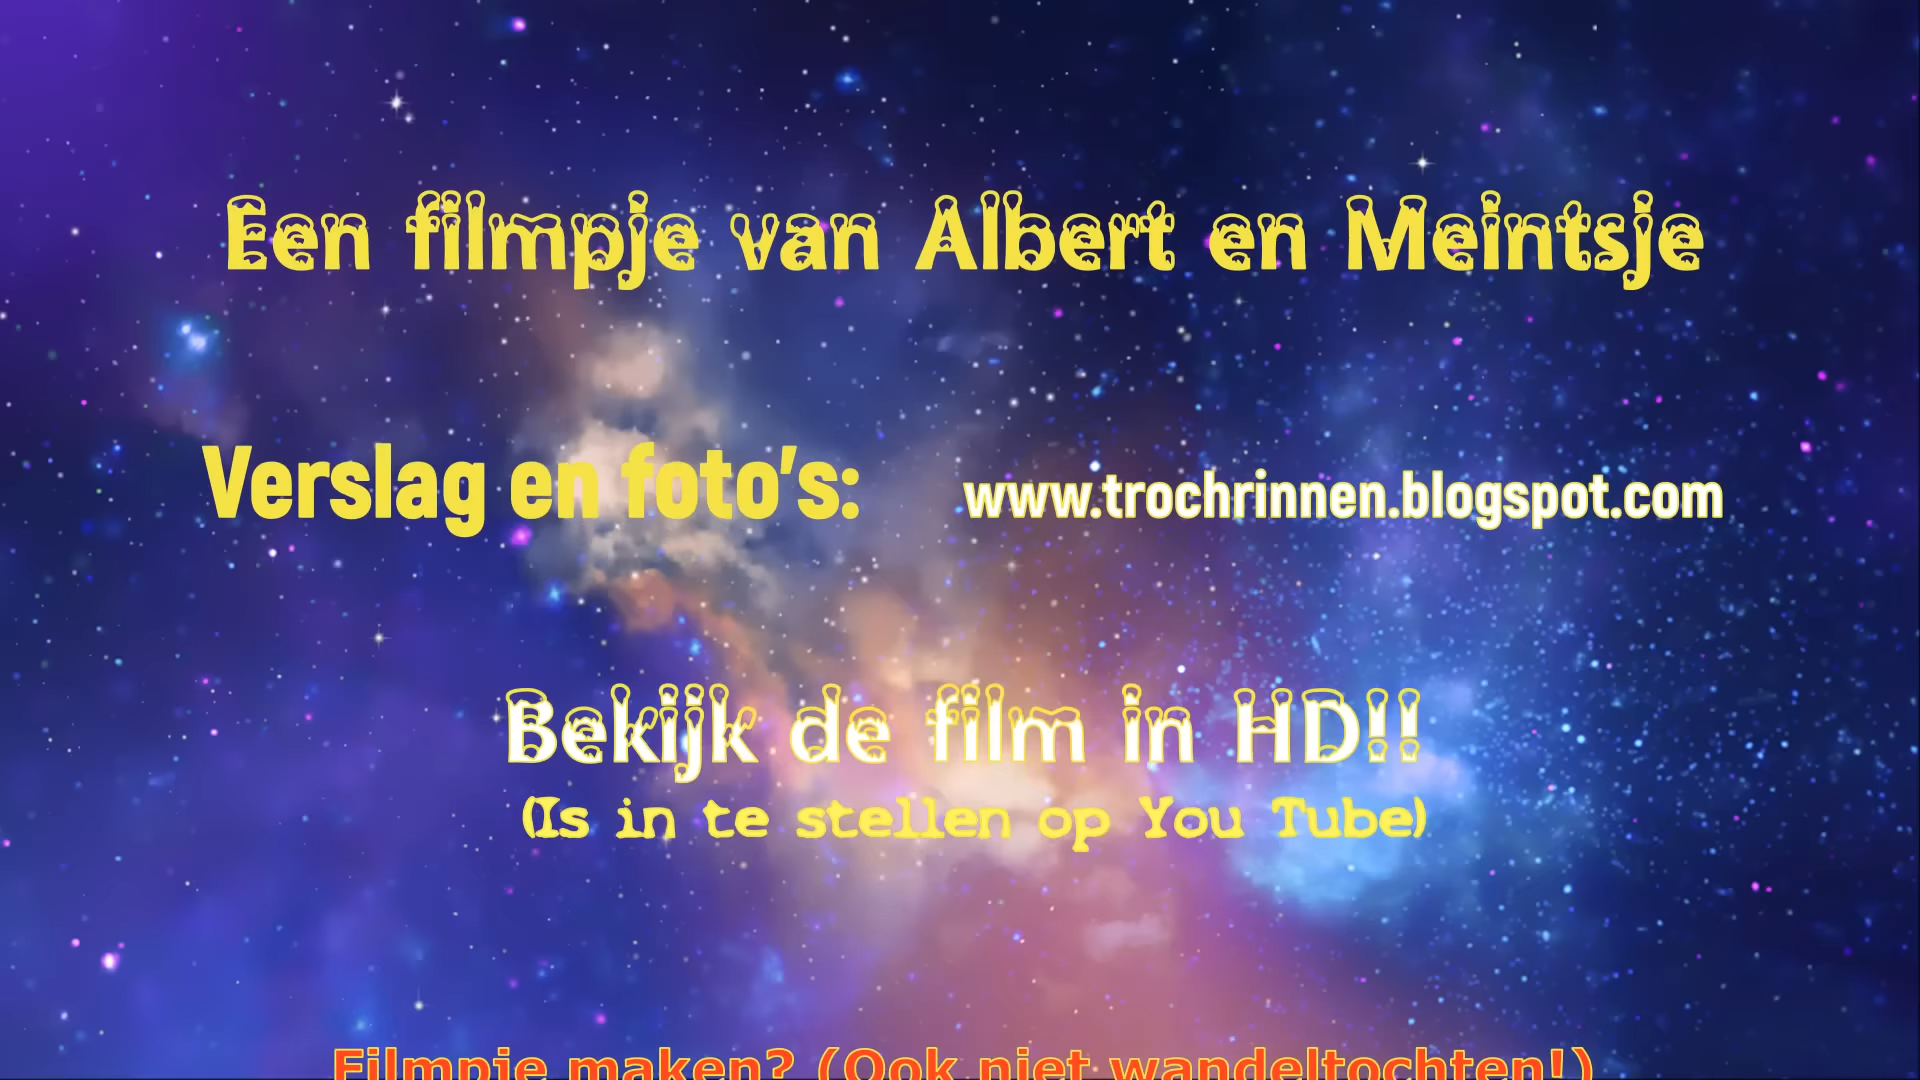 Een filmpje van Albert en Meintsje
Verslag en foto's: www.trochrinnen.blogspot.com
Bekijk de film in HD!!
(Is in te stellen op You Tube)
Filmpje maken? (Ook niet wandeltochten!)